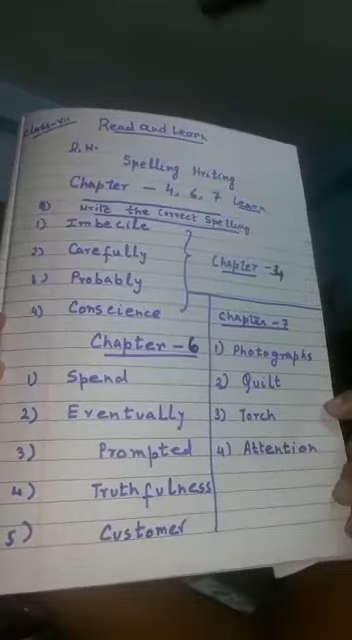 Class-VII
Read and Learn
Q.N.
Spelling Writing
Chapter - 4, 6, 7 Learn
Write the Correct Spelling
1) Imbecile
2) Carefully
3) Probably
4) Conscience
Chapter - 4
Chapter - 6
1) Spend
2) Eventually
3) Prompted
4) Truthfulness
5) Customer
Chapter - 7
1) Photographs
2) Quilt
3) Torch
4) Attention